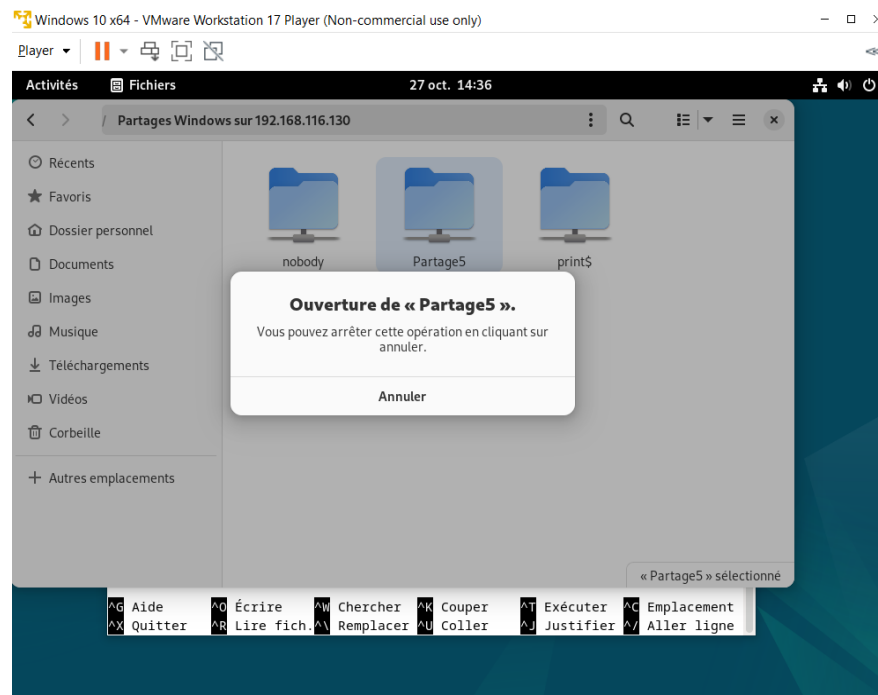 Windows 10 x64 - VMware Workstation 17 Player (Non-commercial use only)
Player
Activités Fichiers 27 oct. 14:36
/ Partages Windows sur 192.168.116.130
Récents
Favoris
Dossier personnel
Documents
Images
Musique
Téléchargements
Vidéos
Corbeille
Autres emplacements
nobody Partage5 print$
Ouverture de « Partage5 ».
Vous pouvez arrêter cette opération en cliquant sur
annuler.
Annuler
« Partage5 » sélectionné
^G Aide ^O Écrire ^W Chercher ^K Couper ^T Exécuter ^C Emplacement
^X Quitter ^R Lire fich. ^\ Remplacer ^U Coller ^J Justifier ^/ Aller ligne